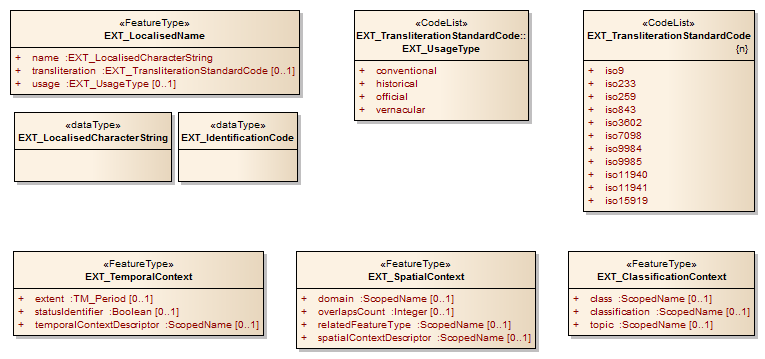 «FeatureType»
EXT_LocalisedName
+ name :EXT_LocalisedCharacterString
+ transliteration :EXT_TransliterationStandardCode [0..1]
+ usage :EXT_UsageType [0..1]
«CodeList»
EXT_TransliterationStandardCode::
EXT_UsageType
+ conventional
+ historical
+ official
+ vernacular
«CodeList»
EXT_TransliterationStandardCode
{n}
+ iso9
+ iso233
+ iso259
+ iso843
+ iso3602
+ iso7098
+ iso9984
+ iso9985
+ iso11940
+ iso11941
+ iso15919
«dataType»
EXT_LocalisedCharacterString
«dataType»
EXT_IdentificationCode
«FeatureType»
EXT_TemporalContext
+ extent :TM_Period [0..1]
+ statusIdentifier :Boolean [0..1]
+ temporalContextDescriptor :ScopedName [0..1]
«FeatureType»
EXT_SpatialContext
+ domain :ScopedName [0..1]
+ overlapsCount :Integer [0..1]
+ relatedFeatureType :ScopedName [0..1]
+ spatialContextDescriptor :ScopedName [0..1]
«FeatureType»
EXT_ClassificationContext
+ class :ScopedName [0..1]
+ classification :ScopedName [0..1]
+ topic :ScopedName [0..1]